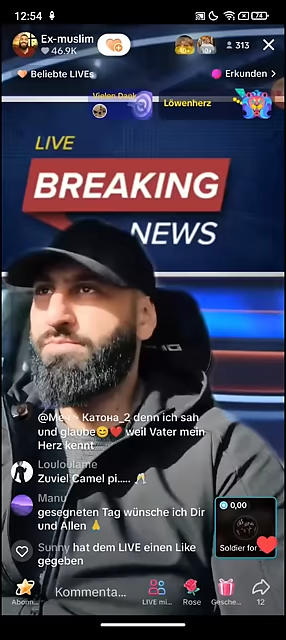 12:54
74
Ex-muslim
46.9K
313
Beliebte LIVEs
Erkunden >
Vielen Dank
Löwenherz
LIVE
BREAKING
NEWS
denn ich sah
und glaube😊❤️ weil Vater mein
Herz kennt
Louloulame
Zuviel Camel pi..... 🥂
Manu
gesegneten Tag wünsche ich Dir
und Allen 🙏
Sunny hat dem LIVE einen Like
gegeben
0,00
Soldier for
Abonn...
Kommenta...
LIVE mi...
Rose
Gesche...
12